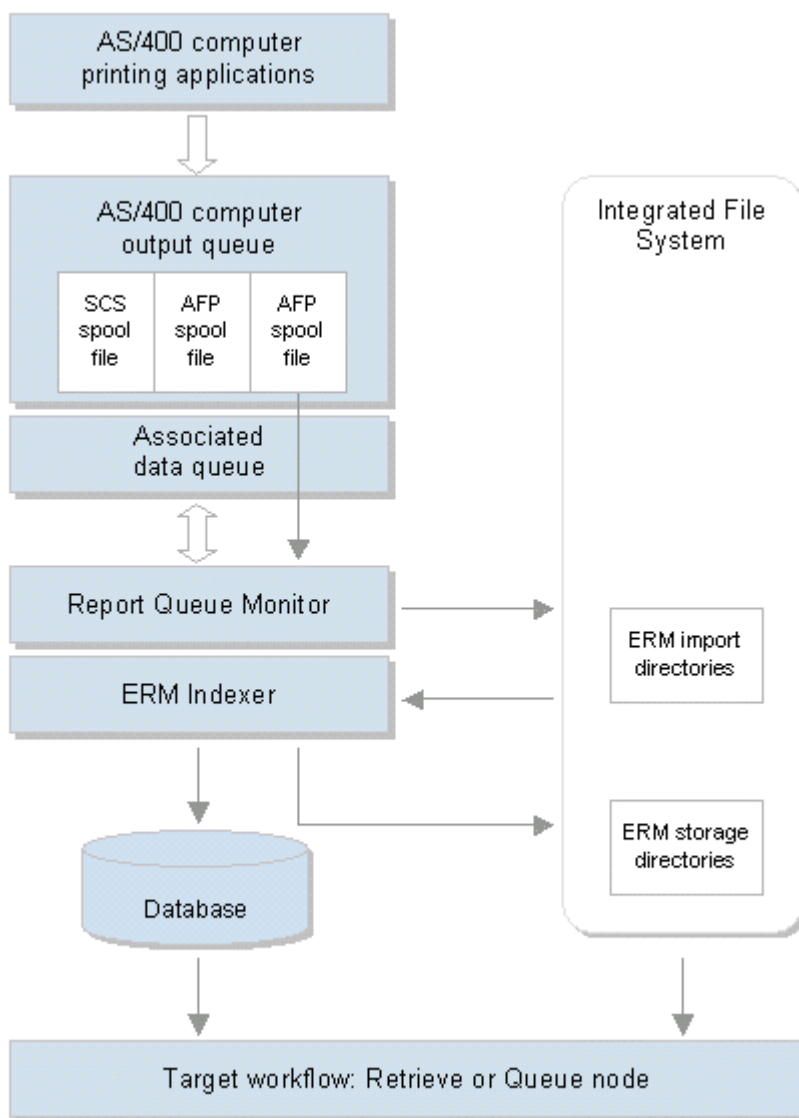 AS/400 computer
printing applications
AS/400 computer
output queue
SCS
spool
file
AFP
spool
file
AFP
spool
file
Associated
data queue
Integrated File
System
Report Queue Monitor
ERM import
directories
ERM Indexer
ERM storage
directories
Database
Target workflow: Retrieve or Queue node